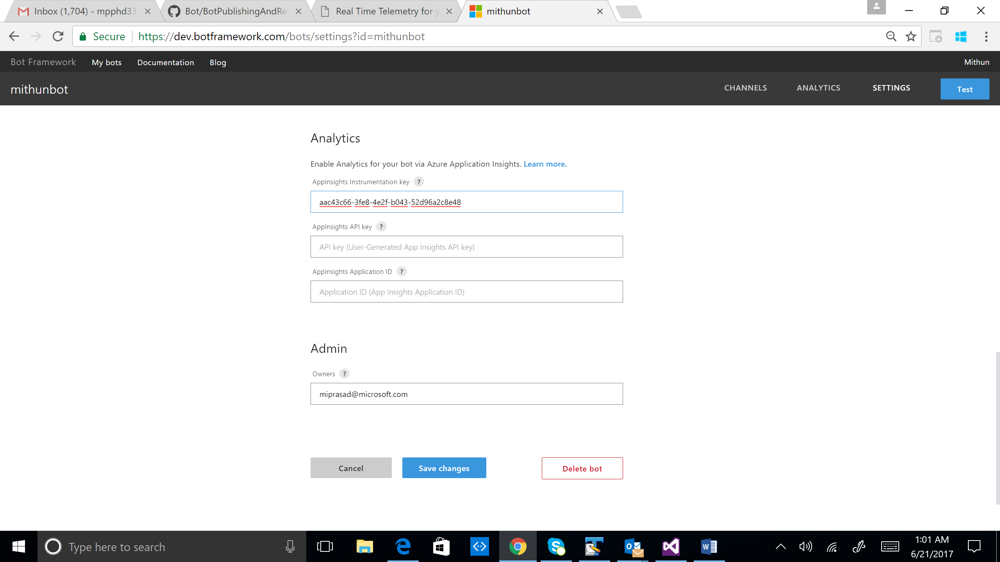 Inbox (1,704) - mpphd33
Bot/BotPublishingAndRe
Real Time Telemetry for y
mithunbot
Secure
https://dev.botframework.com/bots/settings?id=mithunbot
Bot Framework
My bots
Documentation
Blog
Mithun
mithunbot
CHANNELS
ANALYTICS
SETTINGS
Test
Analytics
Enable Analytics for your bot via Azure Application Insights. Learn more.
AppInsights Instrumentation key ?
aac43c66-3fe8-4e2f-b043-52d96a2c8e48
AppInsights API key ?
API key (User-Generated App Insights API key)
AppInsights Application ID ?
Application ID (App Insights Application ID)
Admin
Owners ?
miprasad@microsoft.com
Cancel
Save changes
Delete bot
Type here to search
1:01 AM
6/21/2017